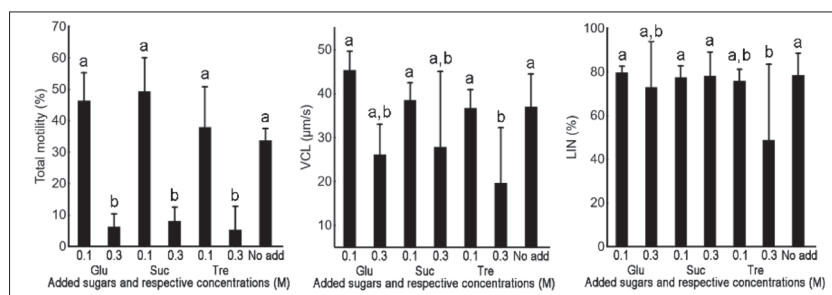 Total motility (%)
70
60
50
40
30
20
10
0
a
b
a
b
a
b
a
0.1 0.3 0.1 0.3 0.1 0.3 No add
Glu Suc Tre
Added sugars and respective concentrations (M)
VCL (µm/s)
50
40
30
20
10
a
a,b
a
a,b
a
b
a
0.1 0.3 0.1 0.3 0.1 0.3 No add
Glu Suc Tre
Added sugars and respective concentrations (M)
LIN (%)
100
80
60
40
20
0
a
a,b
a
a
a,b
b
a
0.1 0.3 0.1 0.3 0.1 0.3 No add
Glu Suc Tre
Added sugars and respective concentrations (M)